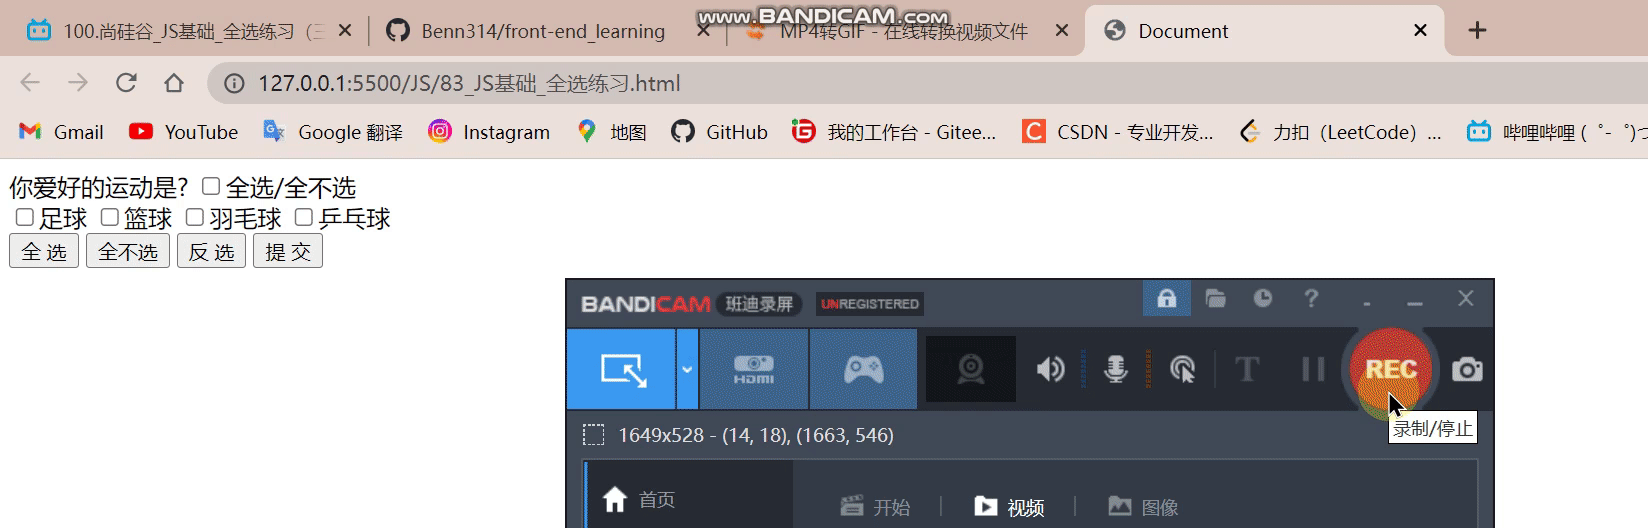 www.BANDICAM.com
100.尚硅谷_JS基础_全选练习（三
Benn314/front-end_learning
MP4转GIF - 在线转换视频文件
Document
127.0.0.1:5500/JS/83_JS基础_全选练习.html
Gmail
YouTube
Google 翻译
Instagram
地图
GitHub
我的工作台 - Gitee...
CSDN - 专业开发...
力扣（LeetCode）...
哔哩哔哩 (゜-゜)つ
你爱好的运动是? 全选/全不选
足球 篮球 羽毛球 乒乓球
全 选 全不选 反 选 提 交
BANDICAM 班迪录屏 UNREGISTERED
HDMI
REC
录制/停止
1649x528 - (14, 18), (1663, 546)
首页
开始
视频
图像